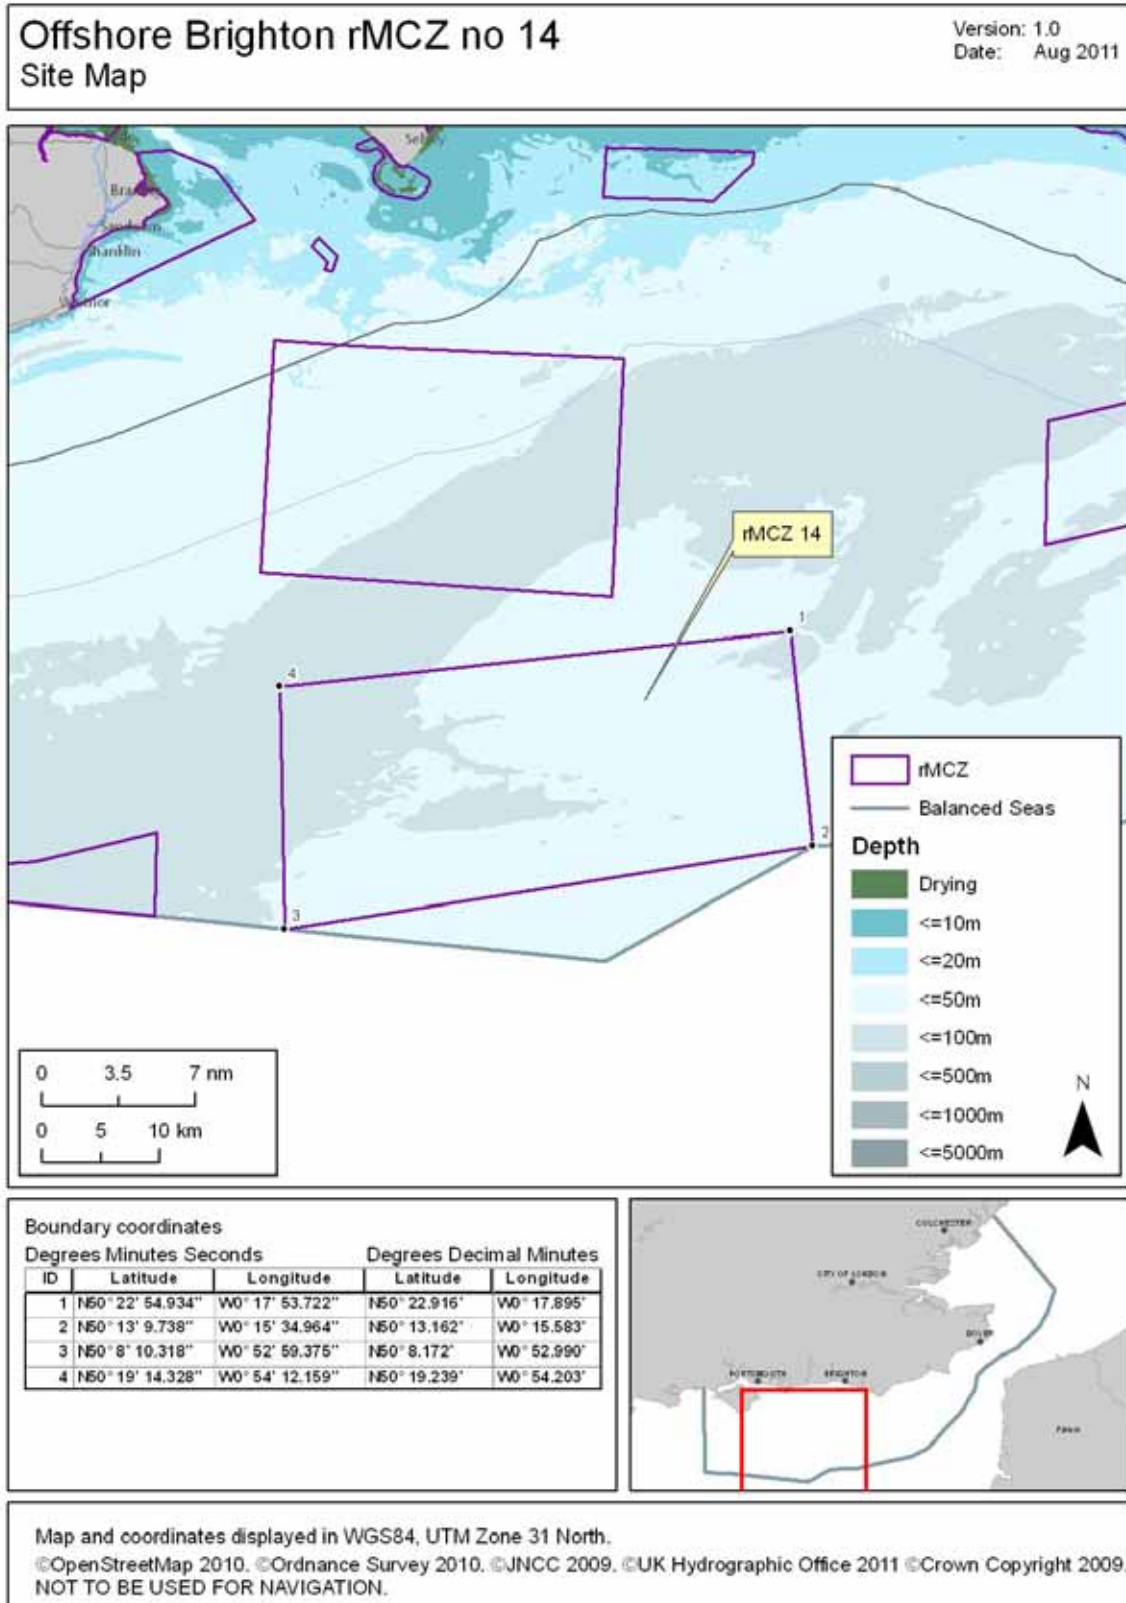 Offshore Brighton rMCZ no 14
Site Map
Version: 1.0
Date: Aug 2011
Shanklin
rMCZ 14
1
4
2
3
rMCZ
Balanced Seas
Depth
Drying
<=10m
<=20m
<=50m
<=100m
<=500m
<=1000m
<=5000m
N
0 3.5 7 nm
0 5 10 km
Boundary coordinates
Degrees Minutes Seconds Degrees Decimal Minutes
ID Latitude Longitude Latitude Longitude
1 N50° 22' 54.934" W0° 17' 53.722" N50° 22.916' W0° 17.895'
2 N50° 13' 9.738" W0° 15' 34.964" N50° 13.162' W0° 15.583'
3 N50° 8' 10.318" W0° 52' 59.375" N50° 8.172' W0° 52.990'
4 N50° 19' 14.328" W0° 54' 12.159" N50° 19.239' W0° 54.203'
COLCHESTER
CITY OF LONDON
DOVER
PORTSMOUTH
BRIGHTON
Map and coordinates displayed in WGS84, UTM Zone 31 North.
©OpenStreetMap 2010. ©Ordnance Survey 2010. ©JNCC 2009. ©UK Hydrographic Office 2011 ©Crown Copyright 2009.
NOT TO BE USED FOR NAVIGATION.